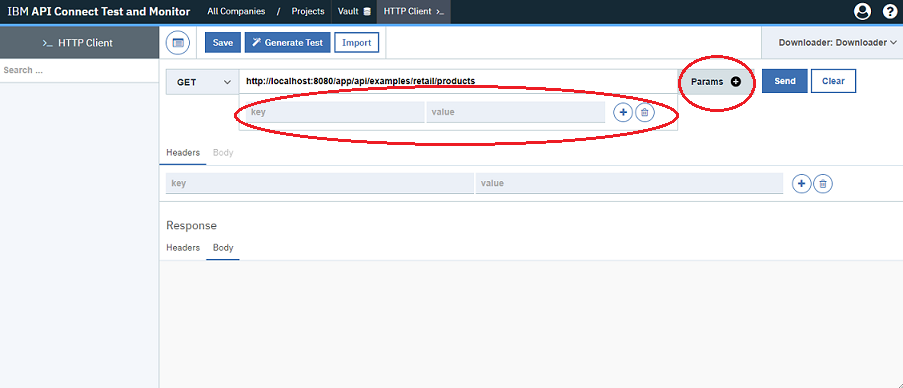 IBM API Connect Test and Monitor All Companies / Projects Vault HTTP Client >_ ?
>_ HTTP Client Save Generate Test Import Downloader: Downloader
Search ...
GET http://localhost:8080/app/api/examples/retail/products Params Send Clear
key value
Headers Body
key value
Response
Headers Body